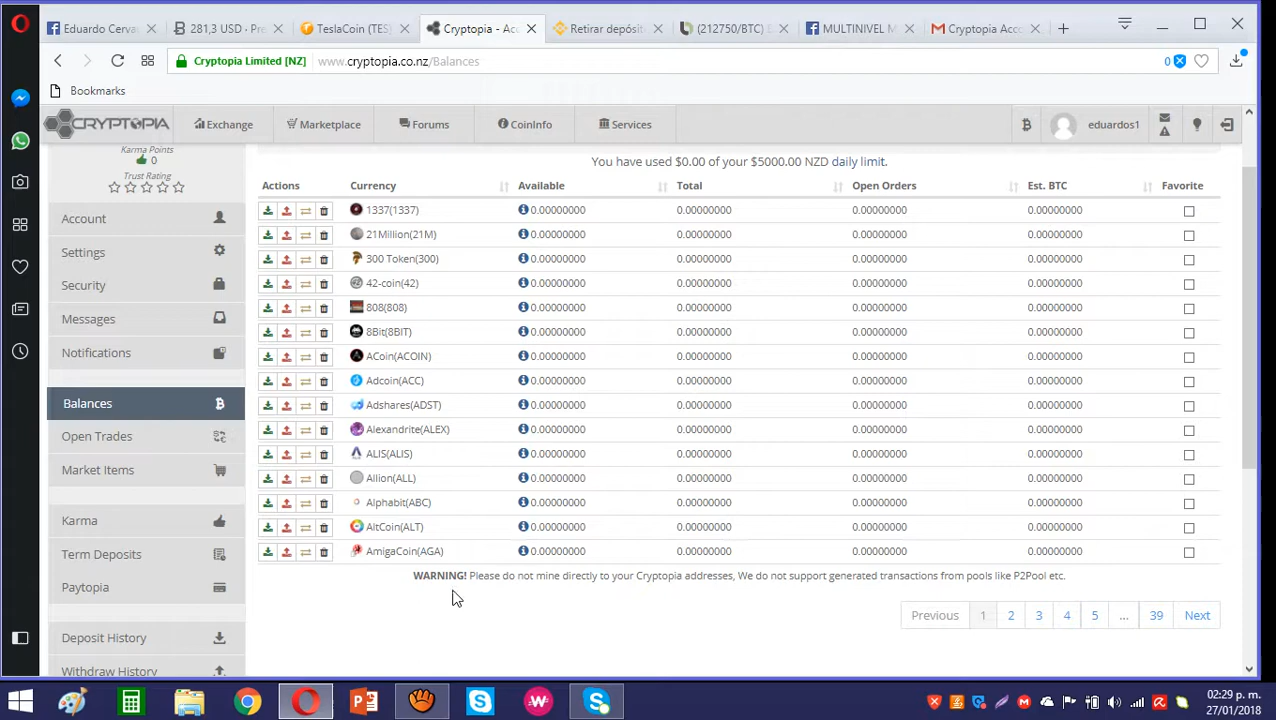 Eduardo Cerva
281,3 USD - Pre
TeslaCoin (TES)
Cryptopia - Acc
Retirar depósit
(212750/BTC) D
MULTINIVEL M
Cryptopia Acco
Cryptopia Limited [NZ] www.cryptopia.co.nz/Balances 0
Bookmarks
CRYPTOPIA Exchange Marketplace Forums CoinInfo Services eduardos1
Karma Points
0
Trust Rating
Account
Settings
Security
Messages
Notifications
Balances
Open Trades
Market Items
Karma
Term Deposits
Paytopia
Deposit History
Withdraw History
You have used $0.00 of your $5000.00 NZD daily limit.
Actions Currency Available Total Open Orders Est. BTC Favorite
1337(1337) 0.00000000 0.00000000 0.00000000 0.00000000
21Million(21M) 0.00000000 0.00000000 0.00000000 0.00000000
300 Token(300) 0.00000000 0.00000000 0.00000000 0.00000000
42-coin(42) 0.00000000 0.00000000 0.00000000 0.00000000
808(808) 0.00000000 0.00000000 0.00000000 0.00000000
8Bit(8BIT) 0.00000000 0.00000000 0.00000000 0.00000000
ACoin(ACOIN) 0.00000000 0.00000000 0.00000000 0.00000000
Adcoin(ACC) 0.00000000 0.00000000 0.00000000 0.00000000
Adshares(ADST) 0.00000000 0.00000000 0.00000000 0.00000000
Alexandrite(ALEX) 0.00000000 0.00000000 0.00000000 0.00000000
ALIS(ALIS) 0.00000000 0.00000000 0.00000000 0.00000000
Allion(ALL) 0.00000000 0.00000000 0.00000000 0.00000000
Alphabit(ABC) 0.00000000 0.00000000 0.00000000 0.00000000
AltCoin(ALT) 0.00000000 0.00000000 0.00000000 0.00000000
AmigaCoin(AGA) 0.00000000 0.00000000 0.00000000 0.00000000
WARNING! Please do not mine directly to your Cryptopia addresses, We do not support generated transactions from pools like P2Pool etc.
Previous 1 2 3 4 5 ... 39 Next
02:29 p. m.
27/01/2018